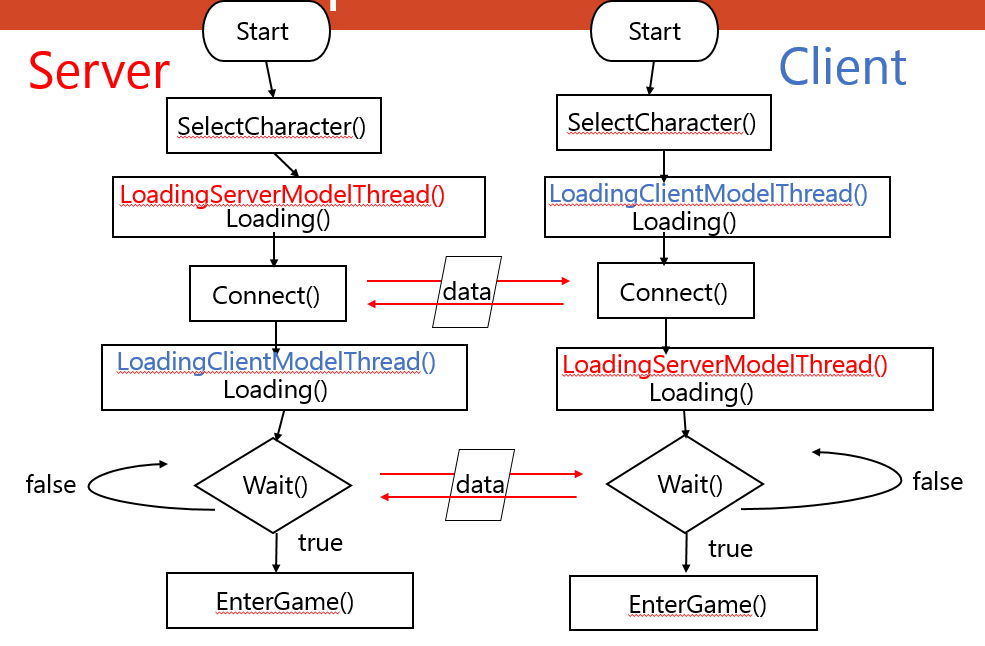 Start
Start
Server
Client
SelectCharacter()
SelectCharacter()
LoadingServerModelThread()
Loading()
LoadingClientModelThread()
Loading()
Connect()
data
Connect()
LoadingClientModelThread()
Loading()
LoadingServerModelThread()
Loading()
false
Wait()
data
Wait()
false
true
true
EnterGame()
EnterGame()